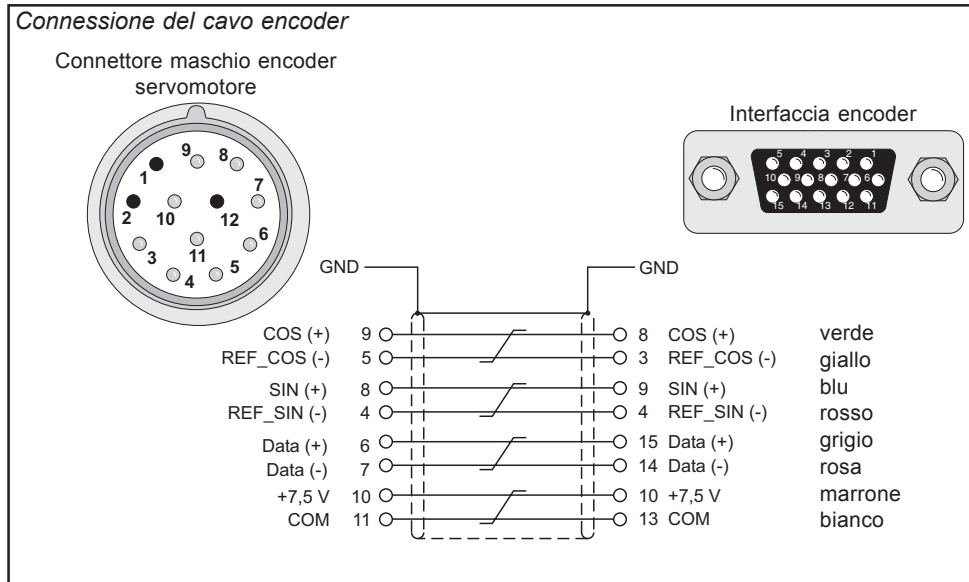 Connessione del cavo encoder
Connettore maschio encoder
servomotore
Interfaccia encoder
9 8
1 7
2 10 12
3 11 6
4 5
5 4 3 2 1
10 9 8 7 6
15 14 13 12 11
GND GND
COS (+) 9 8 COS (+) verde
REF_COS (-) 5 3 REF_COS (-) giallo
SIN (+) 8 9 SIN (+) blu
REF_SIN (-) 4 4 REF_SIN (-) rosso
Data (+) 6 15 Data (+) grigio
Data (-) 7 14 Data (-) rosa
+7,5 V 10 10 +7,5 V marrone
COM 11 13 COM bianco